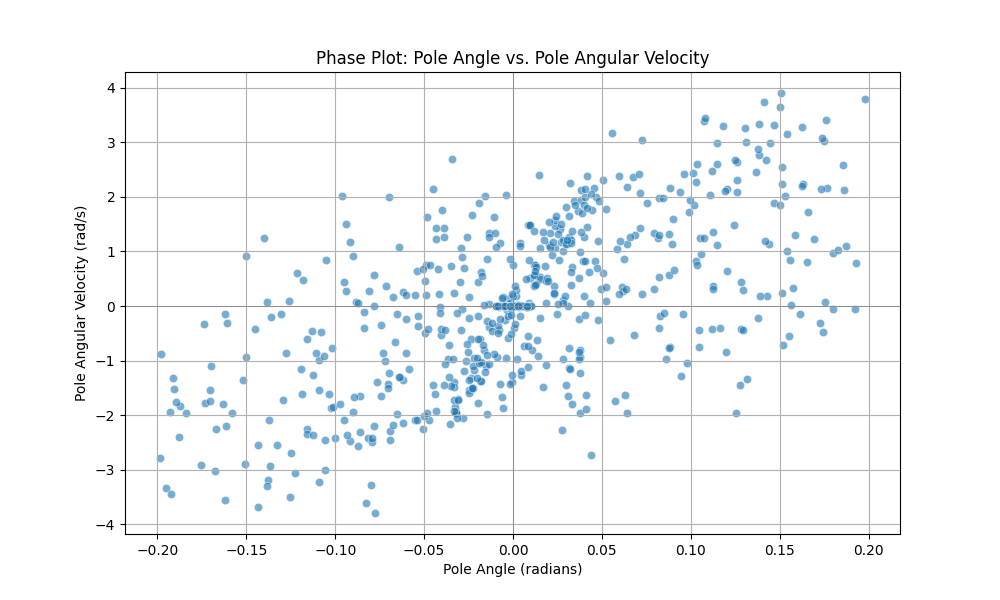 Phase Plot: Pole Angle vs. Pole Angular Velocity
Pole Angular Velocity (rad/s)
4
3
2
1
0
−1
−2
−3
−4
−0.20 −0.15 −0.10 −0.05 0.00 0.05 0.10 0.15 0.20
Pole Angle (radians)